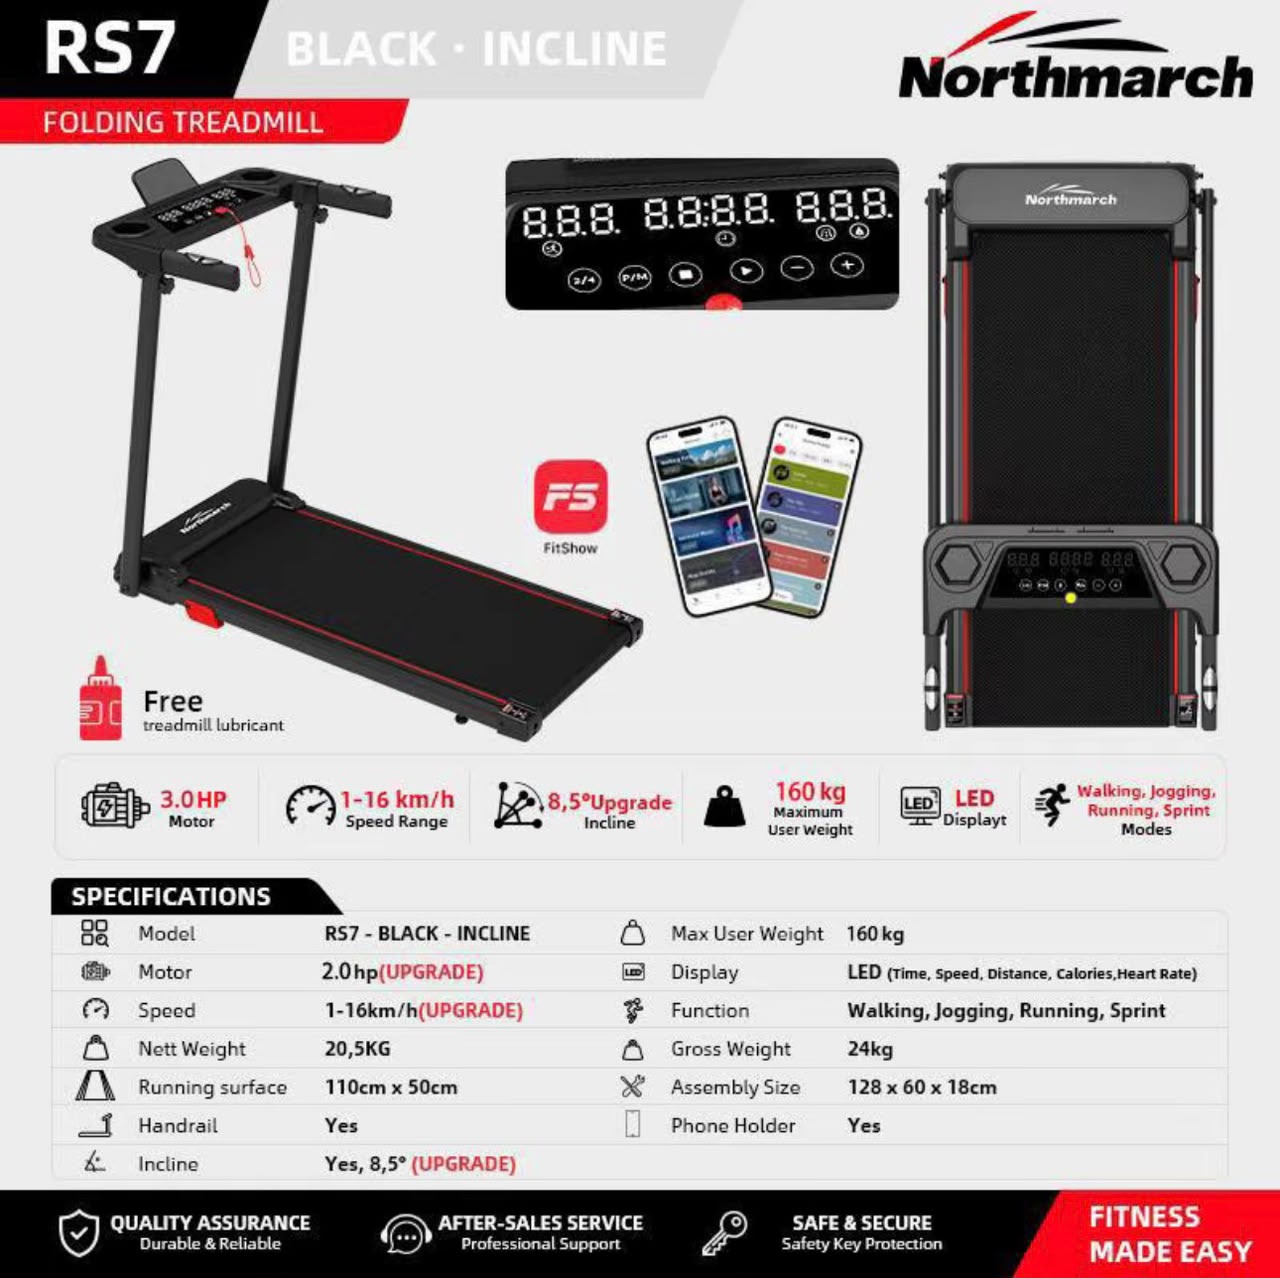 RS7
BLACK · INCLINE
Northmarch
FOLDING TREADMILL
8.8.8. 88:8.8. 8.8.8.
2/4 P/M
Northmarch
Northmarch
FS
FitShow
Free
treadmill lubricant
3.0HP
Motor
1-16 km/h
Speed Range
8,5°Upgrade
Incline
160 kg
Maximum
User Weight
LED
LED
Displayt
Walking, Jogging,
Running, Sprint
Modes
SPECIFICATIONS
Model RS7 - BLACK - INCLINE Max User Weight 160 kg
Motor 2.0hp(UPGRADE) LED Display LED (Time, Speed, Distance, Calories,Heart Rate)
Speed 1-16km/h(UPGRADE) Function Walking, Jogging, Running, Sprint
Nett Weight 20,5KG Gross Weight 24kg
Running surface 110cm x 50cm Assembly Size 128 x 60 x 18cm
Handrail Yes Phone Holder Yes
Incline Yes, 8,5° (UPGRADE)
QUALITY ASSURANCE
Durable & Reliable
AFTER-SALES SERVICE
Professional Support
SAFE & SECURE
Safety Key Protection
FITNESS
MADE EASY